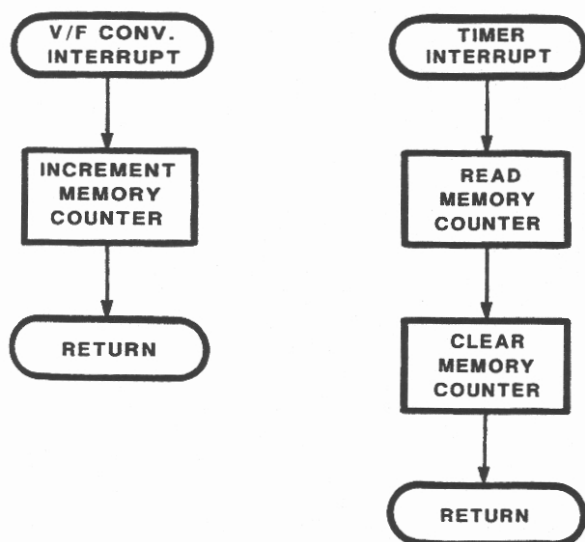 V/F CONV.
INTERRUPT
INCREMENT
MEMORY
COUNTER
RETURN
TIMER
INTERRUPT
READ
MEMORY
COUNTER
CLEAR
MEMORY
COUNTER
RETURN